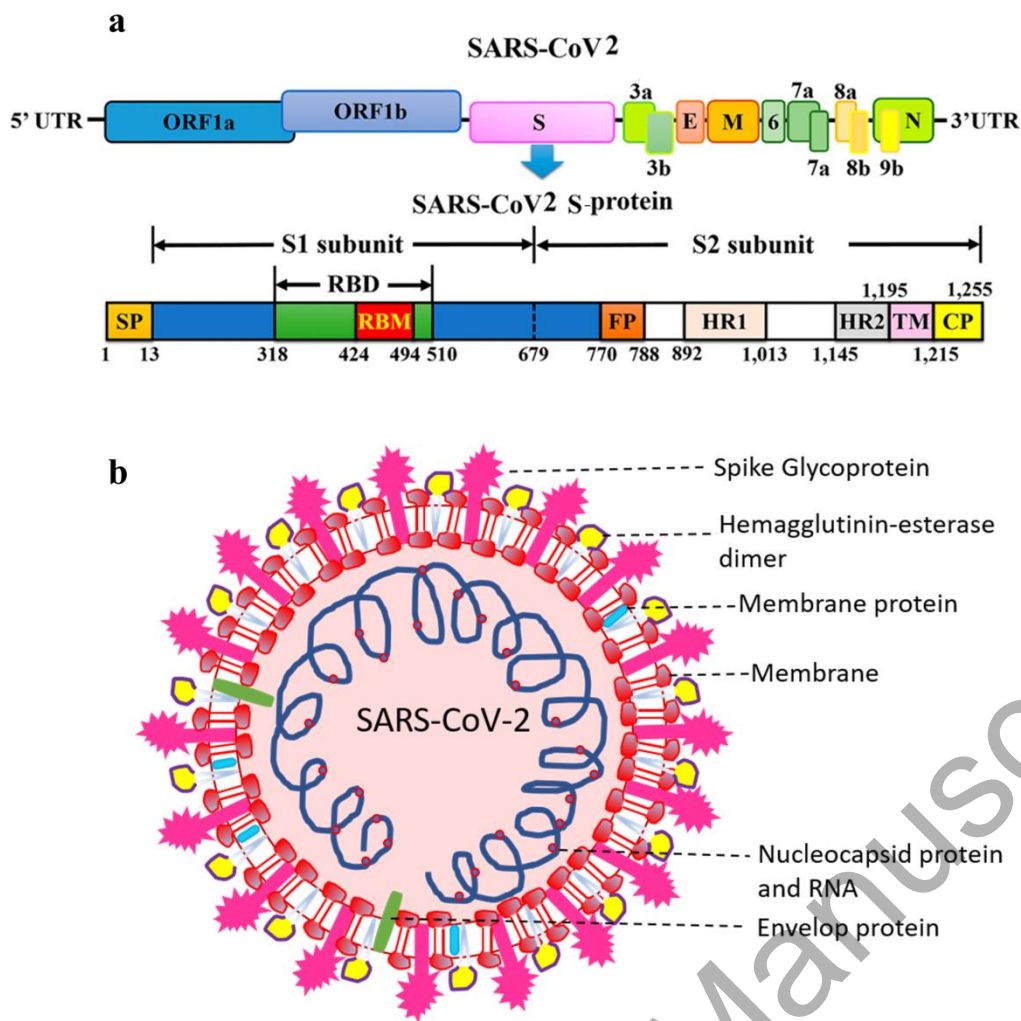 a
SARS-CoV2
5' UTR ORF1a ORF1b S 3a 3b E M 6 7a 7a 8a 8b 9b N 3'UTR
SARS-CoV2 S-protein
S1 subunit S2 subunit
RBD
1,195 1,255
SP RBM FP HR1 HR2 TM CP
1 13 318 424 494 510 679 770 788 892 1,013 1,145 1,215
b
Spike Glycoprotein
Hemagglutinin-esterase
dimer
Membrane protein
Membrane
SARS-CoV-2
Nucleocapsid protein
and RNA
Envelop protein
Manusc